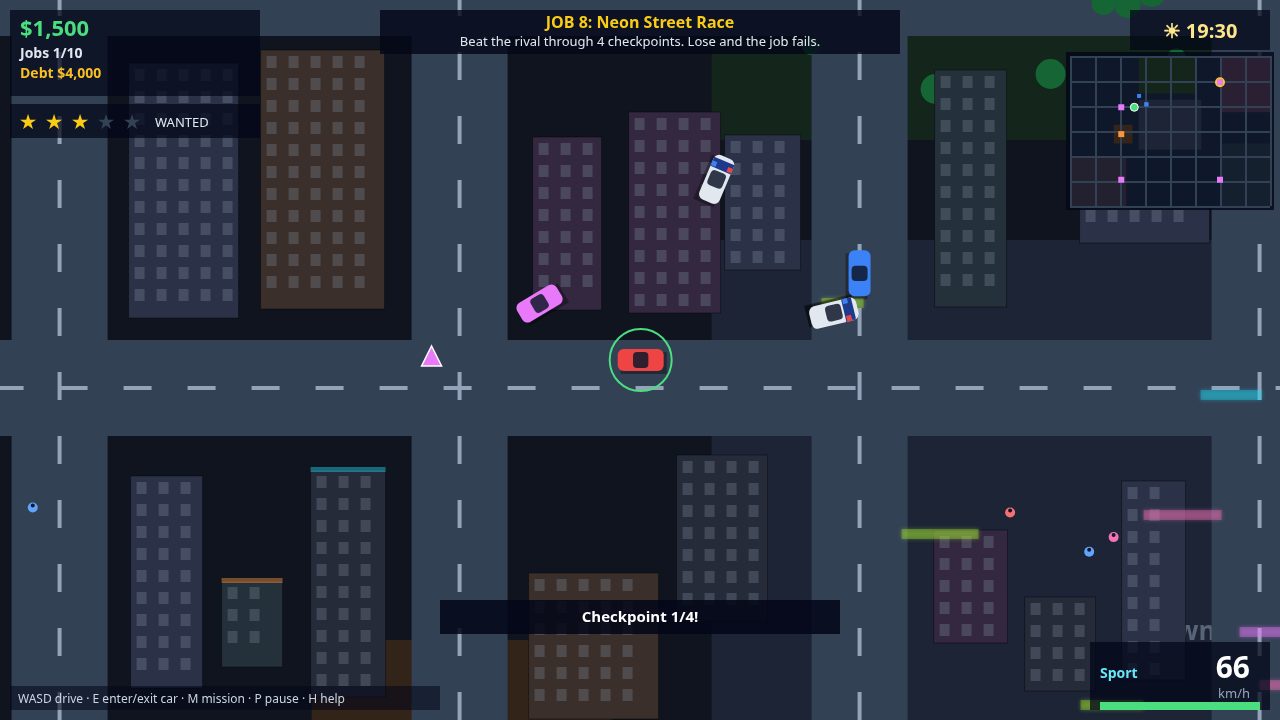 $1,500
Jobs 1/10
Debt $4,000
WANTED
JOB 8: Neon Street Race
Beat the rival through 4 checkpoints. Lose and the job fails.
☀ 19:30
Checkpoint 1/4!
WASD drive · E enter/exit car · M mission · P pause · H help
Sport
66
km/h